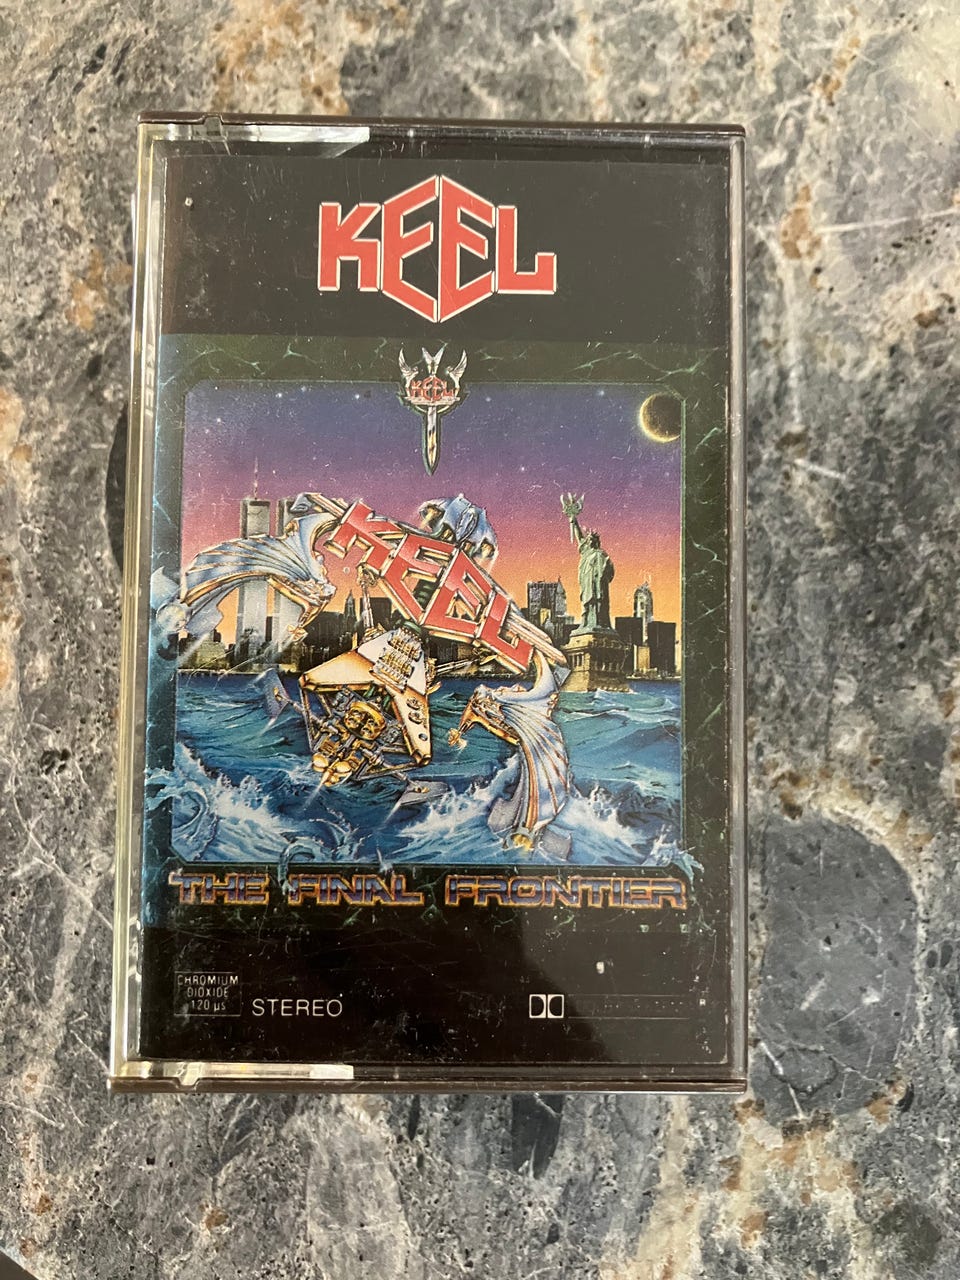 KEEL
KEEL
KEEL
THE FINAL FRONTIER
CHROMIUM
DIOXIDE
120 µs
STEREO